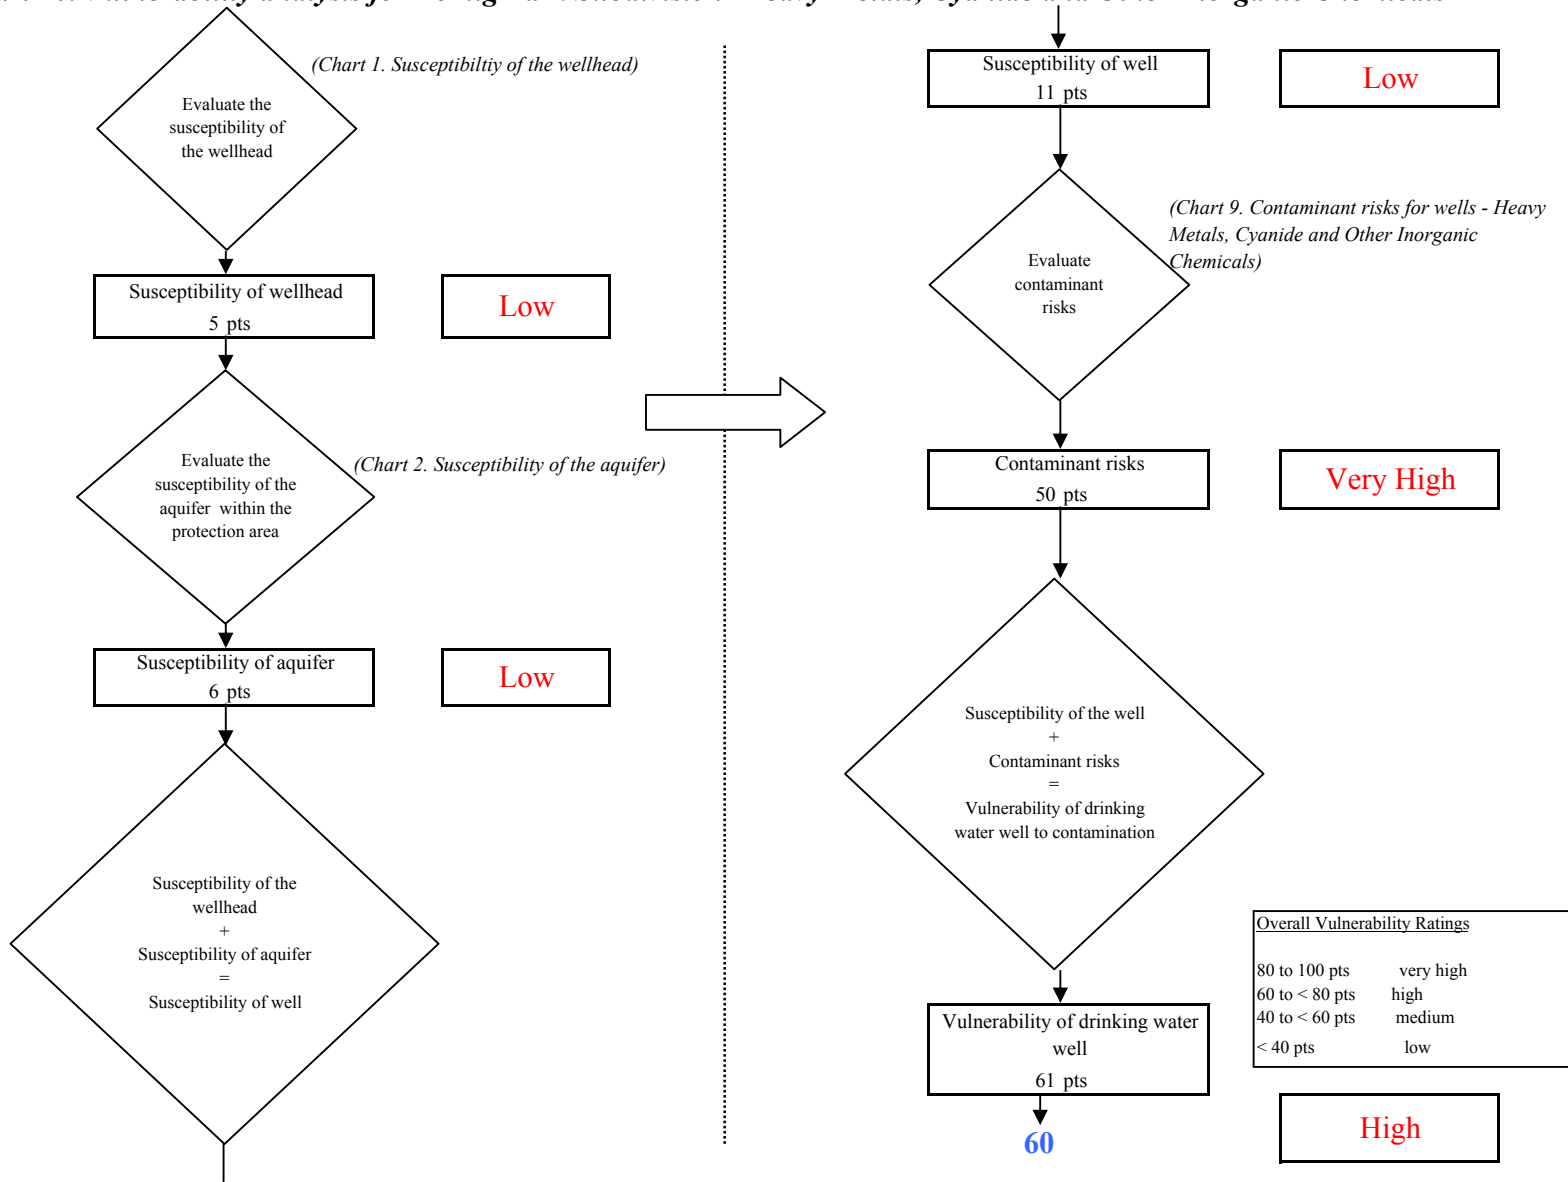 (Chart 1. Susceptibiltiy of the wellhead)
Evaluate the
susceptibility of
the wellhead
Susceptibility of wellhead
5 pts
Low
(Chart 2. Susceptibility of the aquifer)
Evaluate the
susceptibility of the
aquifer within the
protection area
Susceptibility of aquifer
6 pts
Low
Susceptibility of the
wellhead
+
Susceptibility of aquifer
=
Susceptibility of well
Susceptibility of well
11 pts
Low
(Chart 9. Contaminant risks for wells - Heavy
Metals, Cyanide and Other Inorganic
Chemicals)
Evaluate
contaminant
risks
Contaminant risks
50 pts
Very High
Susceptibility of the well
+
Contaminant risks
=
Vulnerability of drinking
water well to contamination
Overall Vulnerability Ratings
80 to 100 pts very high
60 to < 80 pts high
40 to < 60 pts medium
< 40 pts low
Vulnerability of drinking water
well
61 pts
60
High